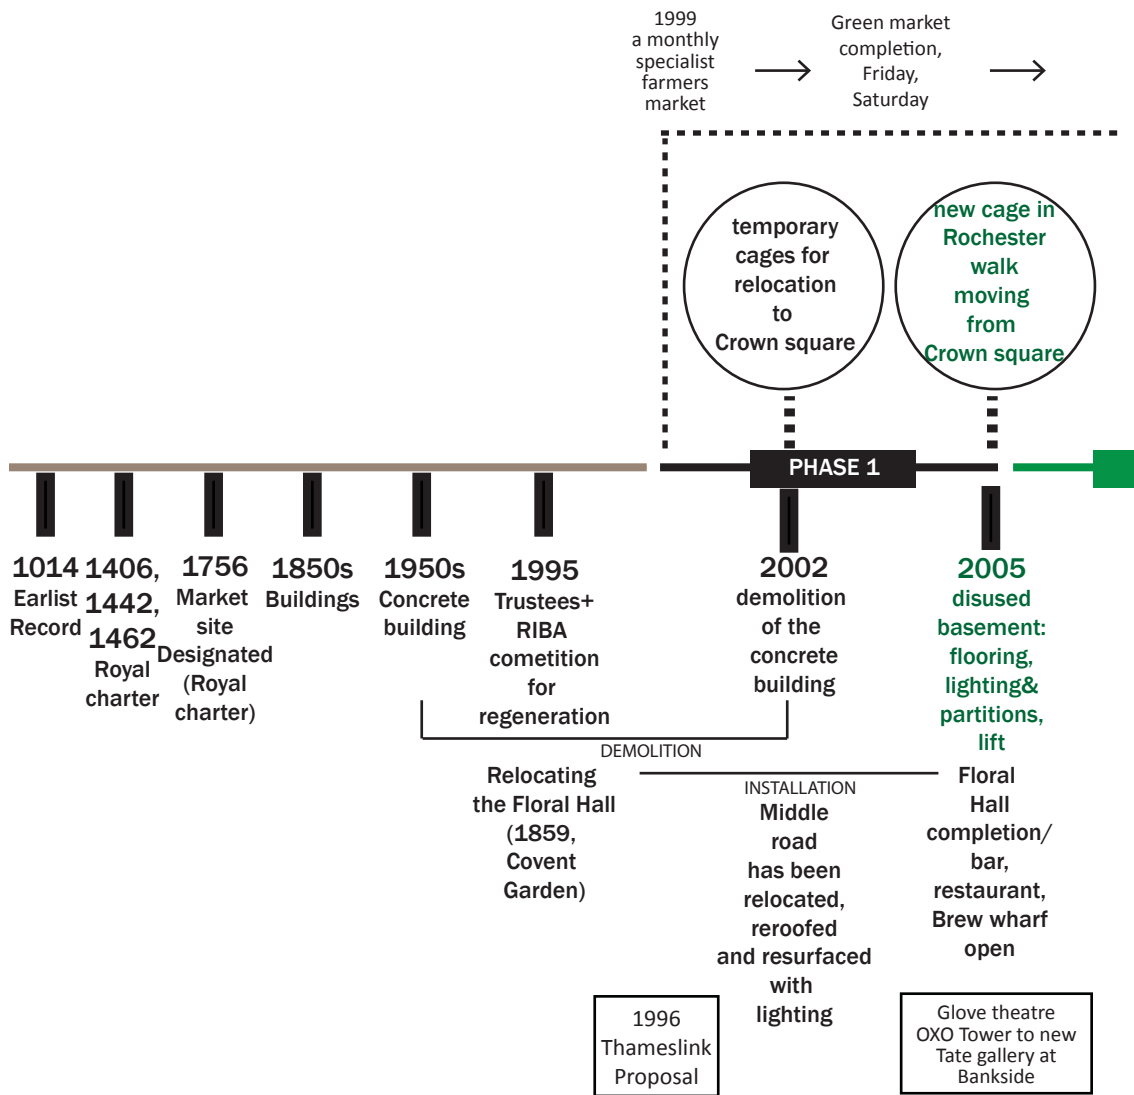 1999
a monthly
specialist
farmers
market
Green market
completion,
Friday,
Saturday
temporary
cages for
relocation
to
Crown square
new cage in
Rochester
walk
moving
from
Crown square
PHASE 1
1014
Earlist
Record
1406,
1442,
1462
Royal
charter
1756
Market
site
Designated
(Royal
charter)
1850s
Buildings
1950s
Concrete
building
1995
Trustees+
RIBA
cometition
for
regeneration
2002
demolition
of the
concrete
building
2005
disused
basement:
flooring,
lighting&
partitions,
lift
DEMOLITION
Relocating
the Floral Hall
(1859,
Covent
Garden)
INSTALLATION
Middle
road
has been
relocated,
reroofed
and resurfaced
with
lighting
Floral
Hall
completion/
bar,
restaurant,
Brew wharf
open
1996
Thameslink
Proposal
Glove theatre
OXO Tower to new
Tate gallery at
Bankside